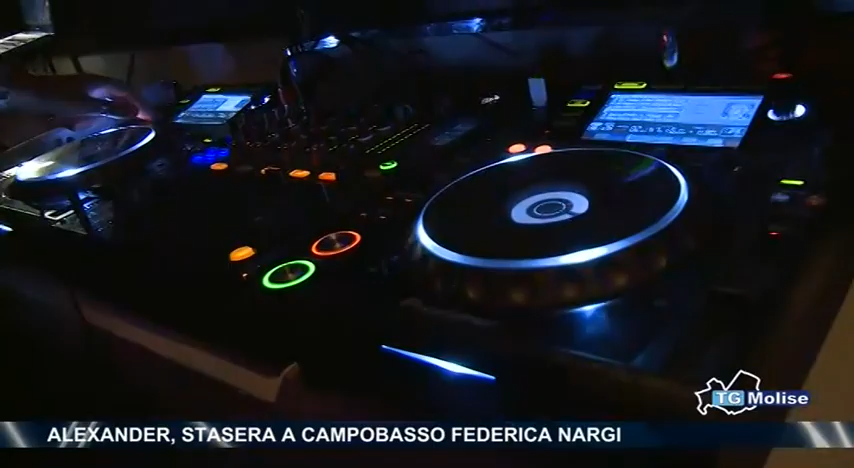 TG Molise
ALEXANDER, STASERA A CAMPOBASSO FEDERICA NARGI